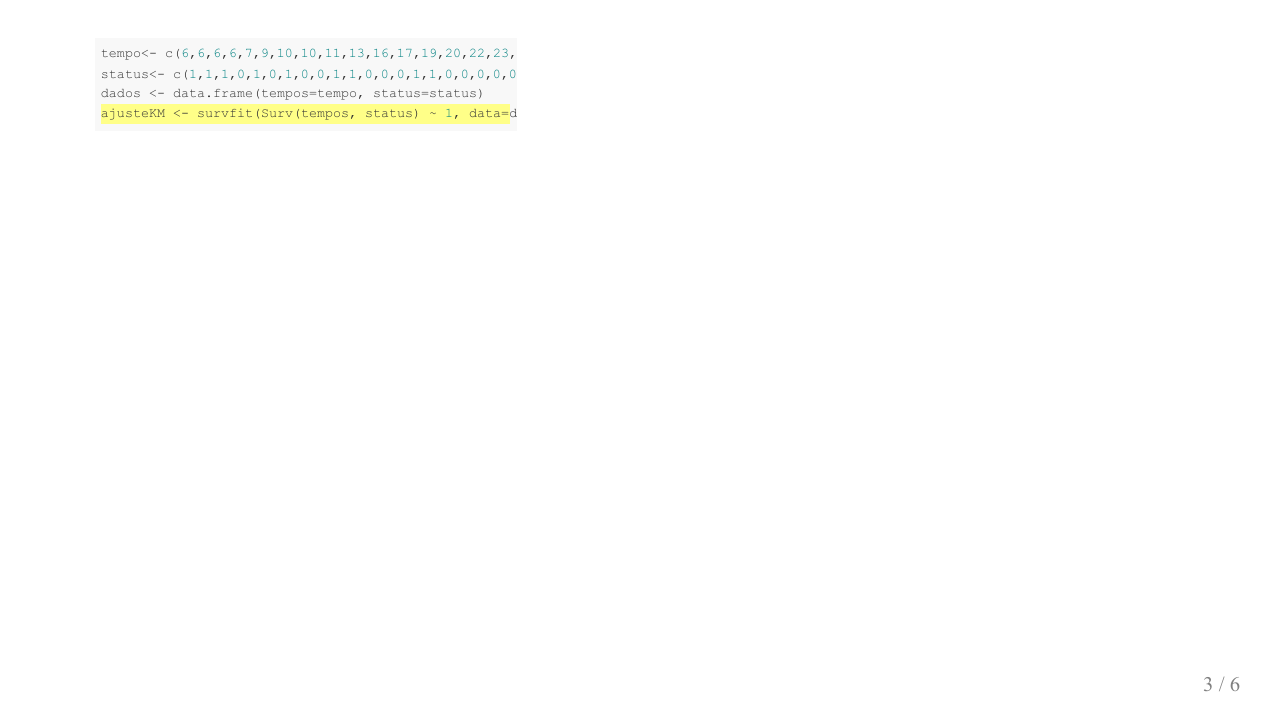 tempo<- c(6,6,6,6,7,9,10,10,11,13,16,17,19,20,22,23,
status<- c(1,1,1,0,1,0,1,0,0,1,1,0,0,0,1,1,0,0,0,0,0
dados <- data.frame(tempos=tempo, status=status)
ajusteKM <- survfit(Surv(tempos, status) ~ 1, data=d
3 / 6